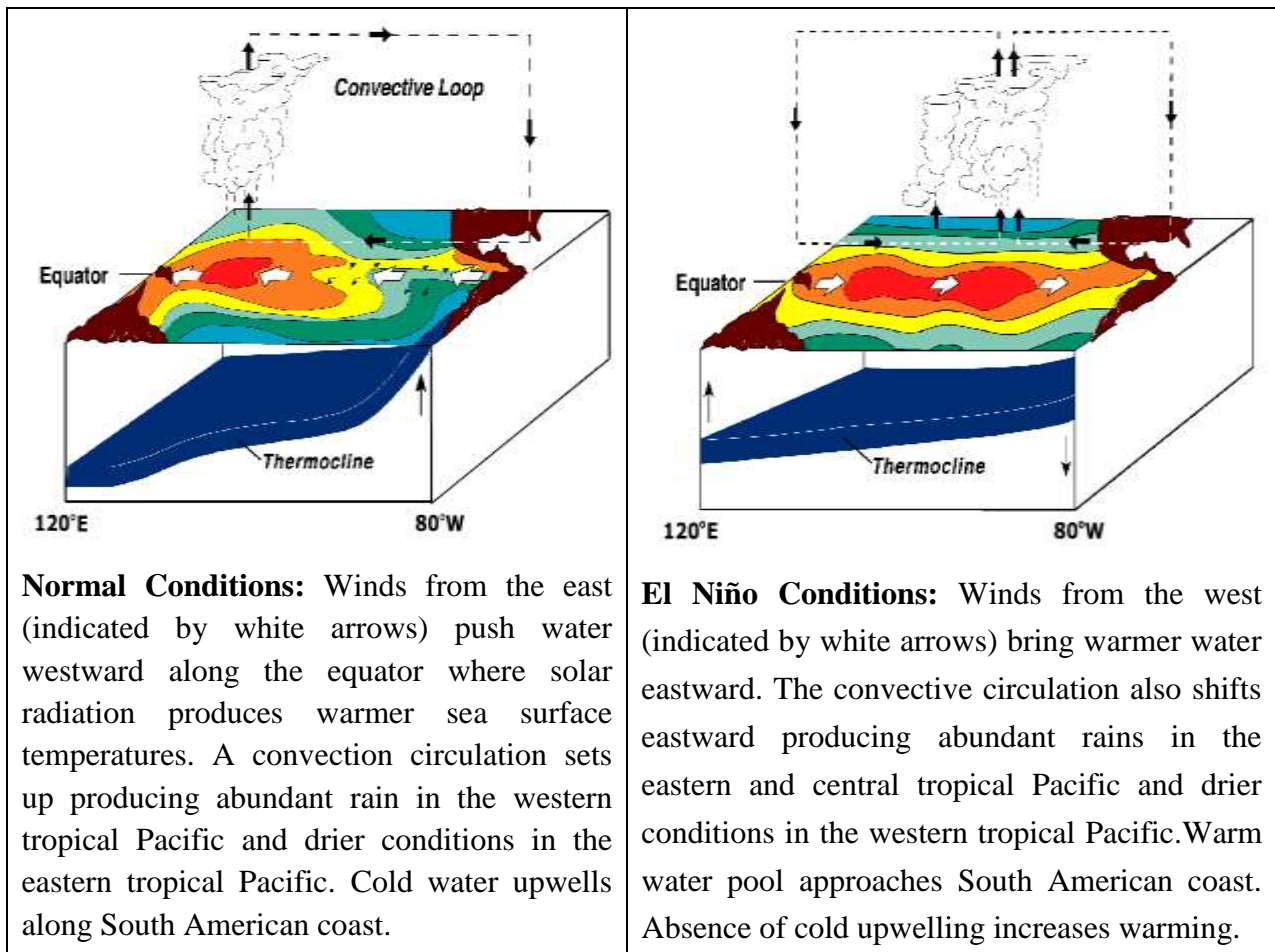 Convective Loop
Equator
Thermocline
120°E
80°W
Normal Conditions: Winds from the east
(indicated by white arrows) push water
westward along the equator where solar
radiation produces warmer sea surface
temperatures. A convection circulation sets
up producing abundant rain in the western
tropical Pacific and drier conditions in the
eastern tropical Pacific. Cold water upwells
along South American coast.
Equator
Thermocline
120°E
80°W
El Niño Conditions: Winds from the west
(indicated by white arrows) bring warmer water
eastward. The convective circulation also shifts
eastward producing abundant rains in the
eastern and central tropical Pacific and drier
conditions in the western tropical Pacific.Warm
water pool approaches South American coast.
Absence of cold upwelling increases warming.